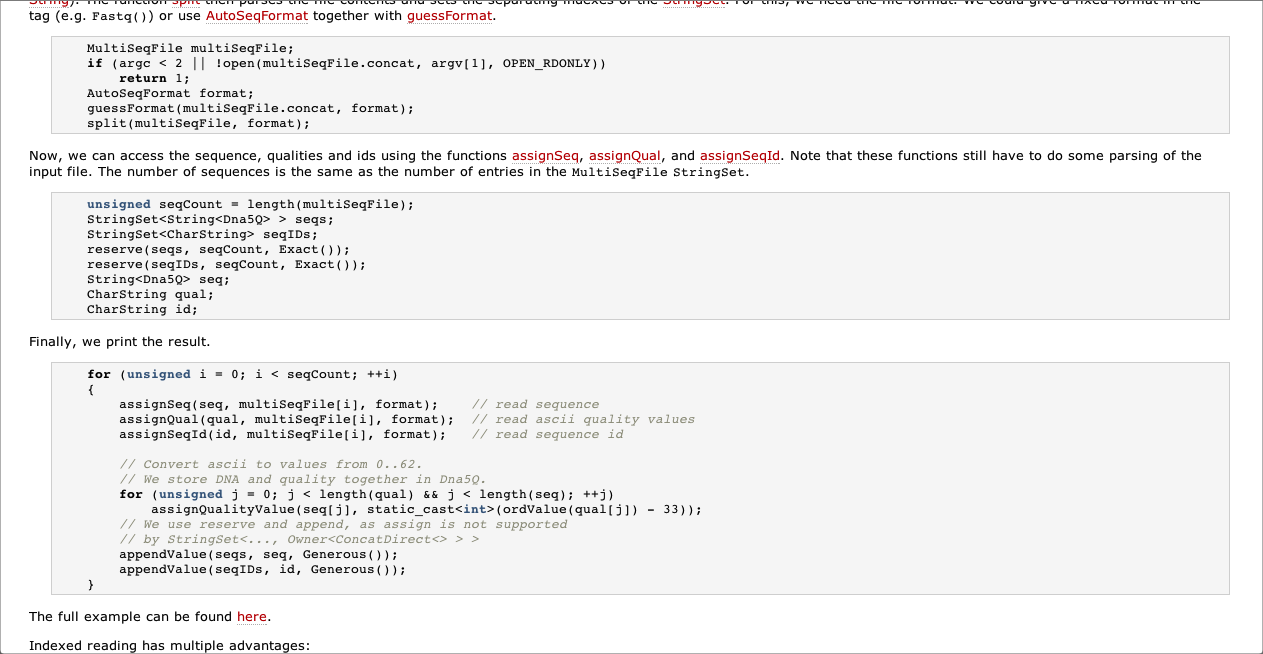 String). The function split then parses the file contents and sets the separating indexes of the StringSet. For this, we need the file format. We could give a fixed format in the
tag (e.g. Fastq()) or use AutoSeqFormat together with guessFormat.
MultiSeqFile multiSeqFile;
if (argc < 2 || !open(multiSeqFile.concat, argv[1], OPEN_RDONLY))
    return 1;
AutoSeqFormat format;
guessFormat(multiSeqFile.concat, format);
split(multiSeqFile, format);
Now, we can access the sequence, qualities and ids using the functions assignSeq, assignQual, and assignSeqId. Note that these functions still have to do some parsing of the
input file. The number of sequences is the same as the number of entries in the MultiSeqFile StringSet.
unsigned seqCount = length(multiSeqFile);
StringSet<String<Dna5Q> > seqs;
StringSet<CharString> seqIDs;
reserve(seqs, seqCount, Exact());
reserve(seqIDs, seqCount, Exact());
String<Dna5Q> seq;
CharString qual;
CharString id;
Finally, we print the result.
for (unsigned i = 0; i < seqCount; ++i)
{
    assignSeq(seq, multiSeqFile[i], format);    // read sequence
    assignQual(qual, multiSeqFile[i], format);  // read ascii quality values
    assignSeqId(id, multiSeqFile[i], format);   // read sequence id
    // Convert ascii to values from 0..62.
    // We store DNA and quality together in Dna5Q.
    for (unsigned j = 0; j < length(qual) && j < length(seq); ++j)
        assignQualityValue(seq[j], static_cast<int>(ordValue(qual[j]) - 33));
    // We use reserve and append, as assign is not supported
    // by StringSet<..., Owner<ConcatDirect<> > >
    appendValue(seqs, seq, Generous());
    appendValue(seqIDs, id, Generous());
}
The full example can be found here.
Indexed reading has multiple advantages: